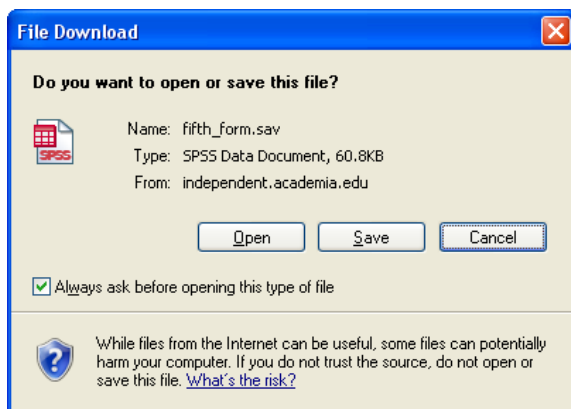 File Download
Do you want to open or save this file?
Name: fifth_form.sav
SPSS
Type: SPSS Data Document, 60.8KB
From: independent.academia.edu
Open Save Cancel
Always ask before opening this type of file
While files from the Internet can be useful, some files can potentially
harm your computer. If you do not trust the source, do not open or
save this file. What's the risk?